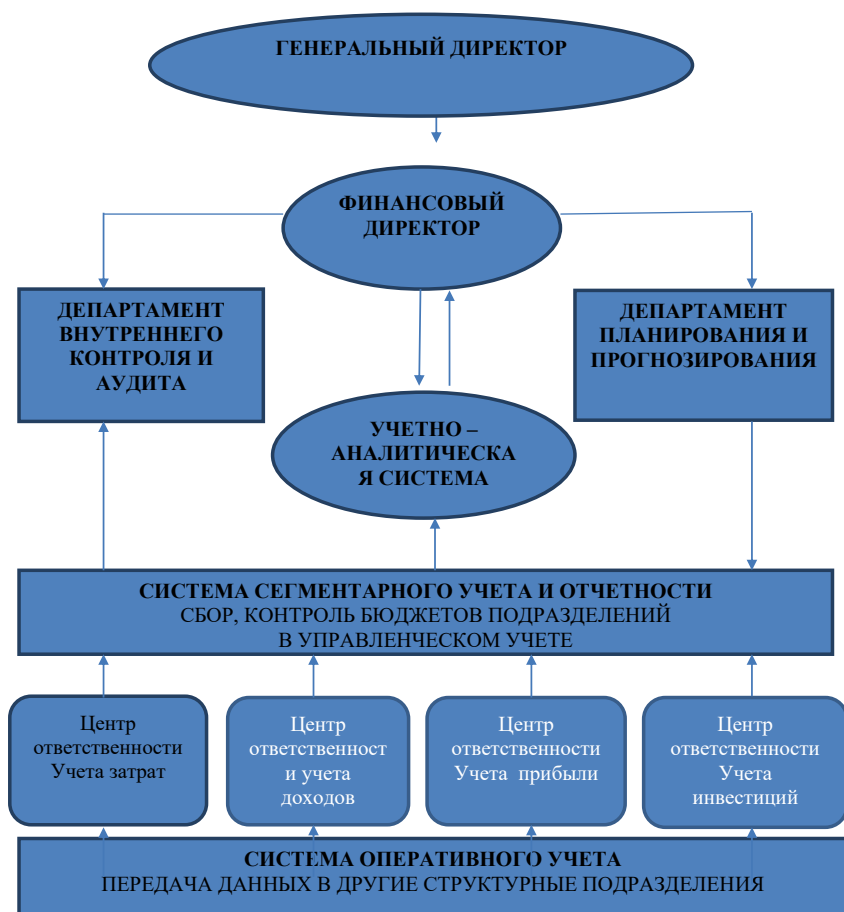 ГЕНЕРАЛЬНЫЙ ДИРЕКТОР
ФИНАНСОВЫЙ
ДИРЕКТОР
ДЕПАРТАМЕНТ
ВНУТРЕННЕГО
КОНТРОЛЯ И
АУДИТА
ДЕПАРТАМЕНТ
ПЛАНИРОВАНИЯ И
ПРОГНОЗИРОВАНИЯ
УЧЕТНО –
АНАЛИТИЧЕСКА
Я СИСТЕМА
СИСТЕМА СЕГМЕНТАРНОГО УЧЕТА И ОТЧЕТНОСТИ
СБОР, КОНТРОЛЬ БЮДЖЕТОВ ПОДРАЗДЕЛЕНИЙ
В УПРАВЛЕНЧЕСКОМ УЧЕТЕ
Центр
ответственности
Учета затрат
Центр
ответственност
и учета
доходов
Центр
ответственности
Учета прибыли
Центр
ответственности
Учета
инвестиций
СИСТЕМА ОПЕРАТИВНОГО УЧЕТА
ПЕРЕДАЧА ДАННЫХ В ДРУГИЕ СТРУКТУРНЫЕ ПОДРАЗДЕЛЕНИЯ